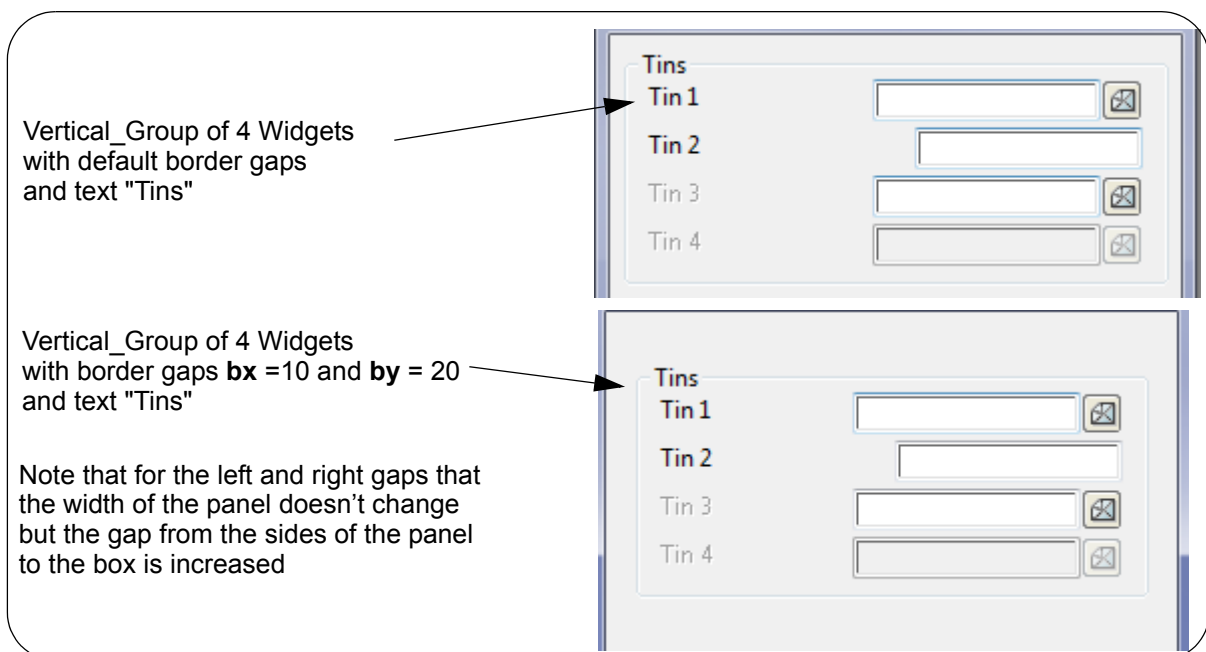 Vertical_Group of 4 Widgets
with default border gaps
and text "Tins"
Tins
Tin 1
Tin 2
Tin 3
Tin 4
Vertical_Group of 4 Widgets
with border gaps bx =10 and by = 20
and text "Tins"
Note that for the left and right gaps that
the width of the panel doesn’t change
but the gap from the sides of the panel
to the box is increased
Tins
Tin 1
Tin 2
Tin 3
Tin 4